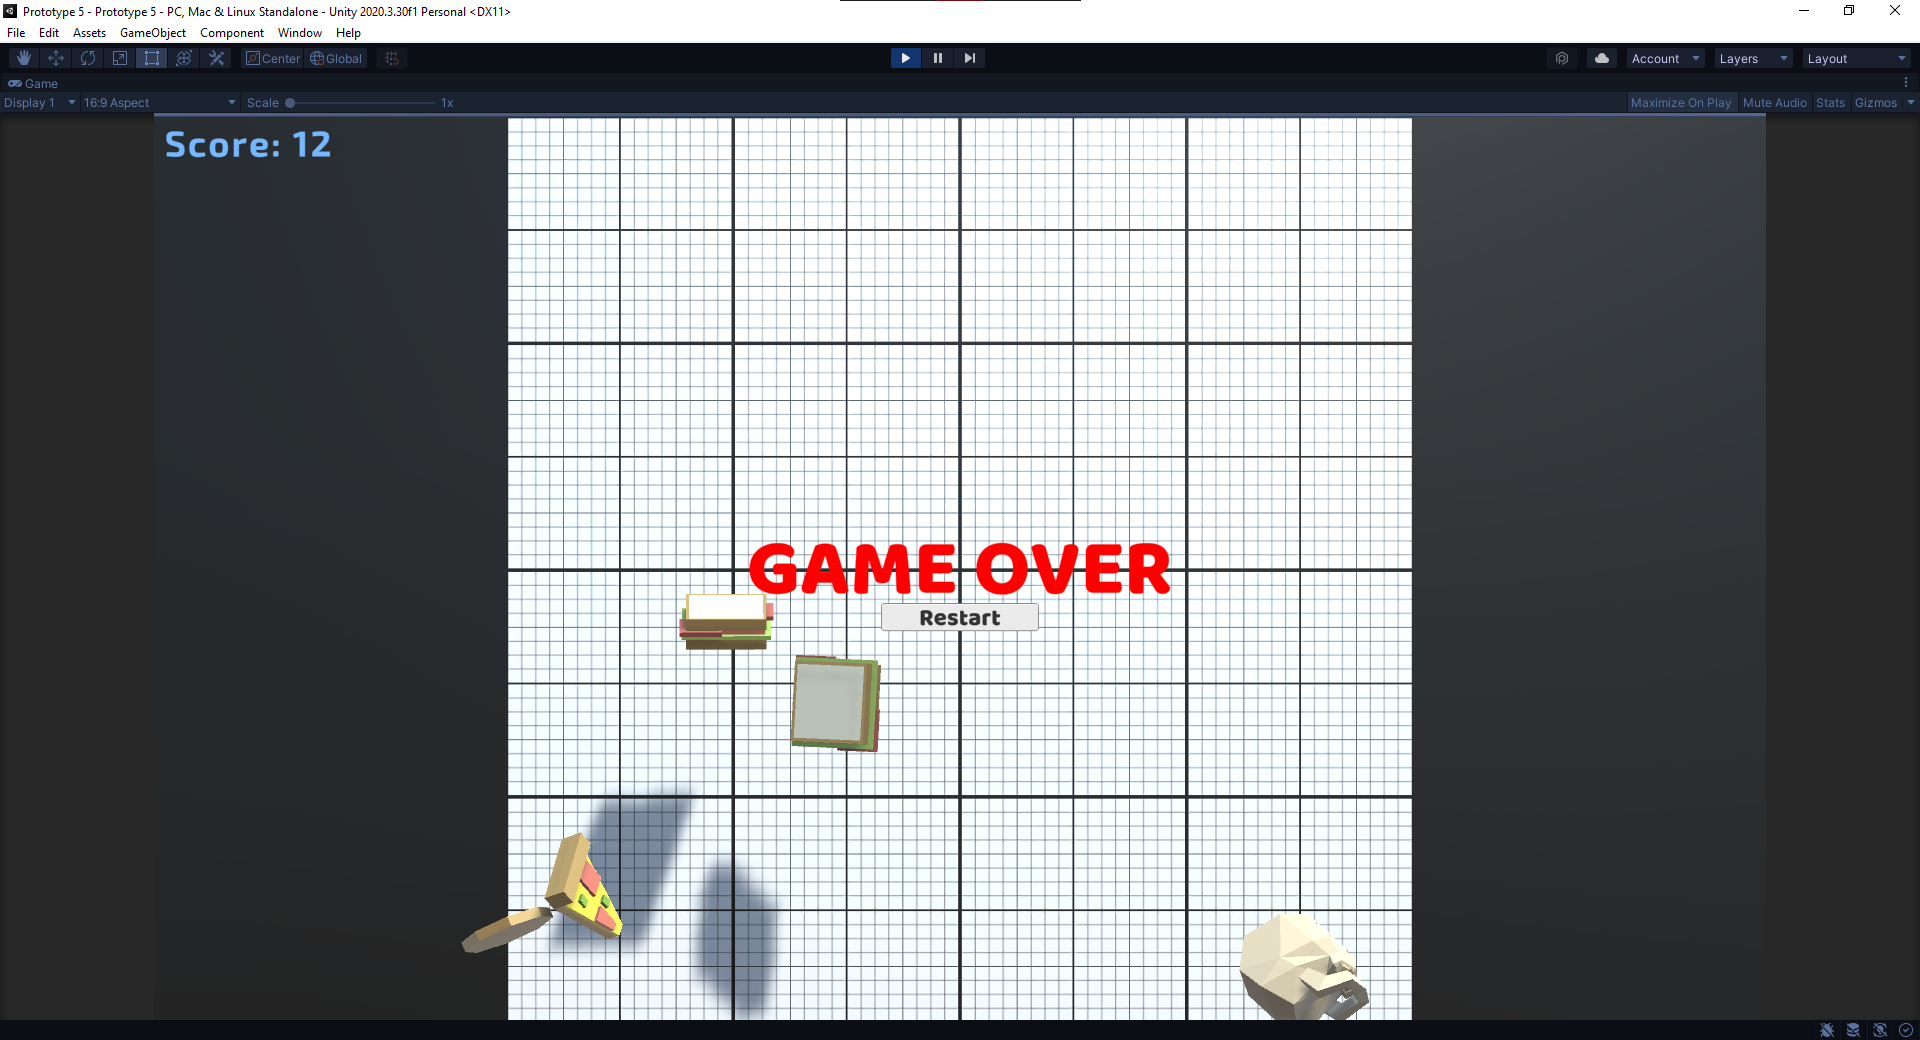 Prototype 5 - Prototype 5 - PC, Mac & Linux Standalone - Unity 2020.3.30f1 Personal <DX11>
File Edit Assets GameObject Component Window Help
Center Global Account Layers Layout
Game
Display 1 16:9 Aspect Scale 1x Maximize On Play Mute Audio Stats Gizmos
Score: 12
GAME OVER
Restart